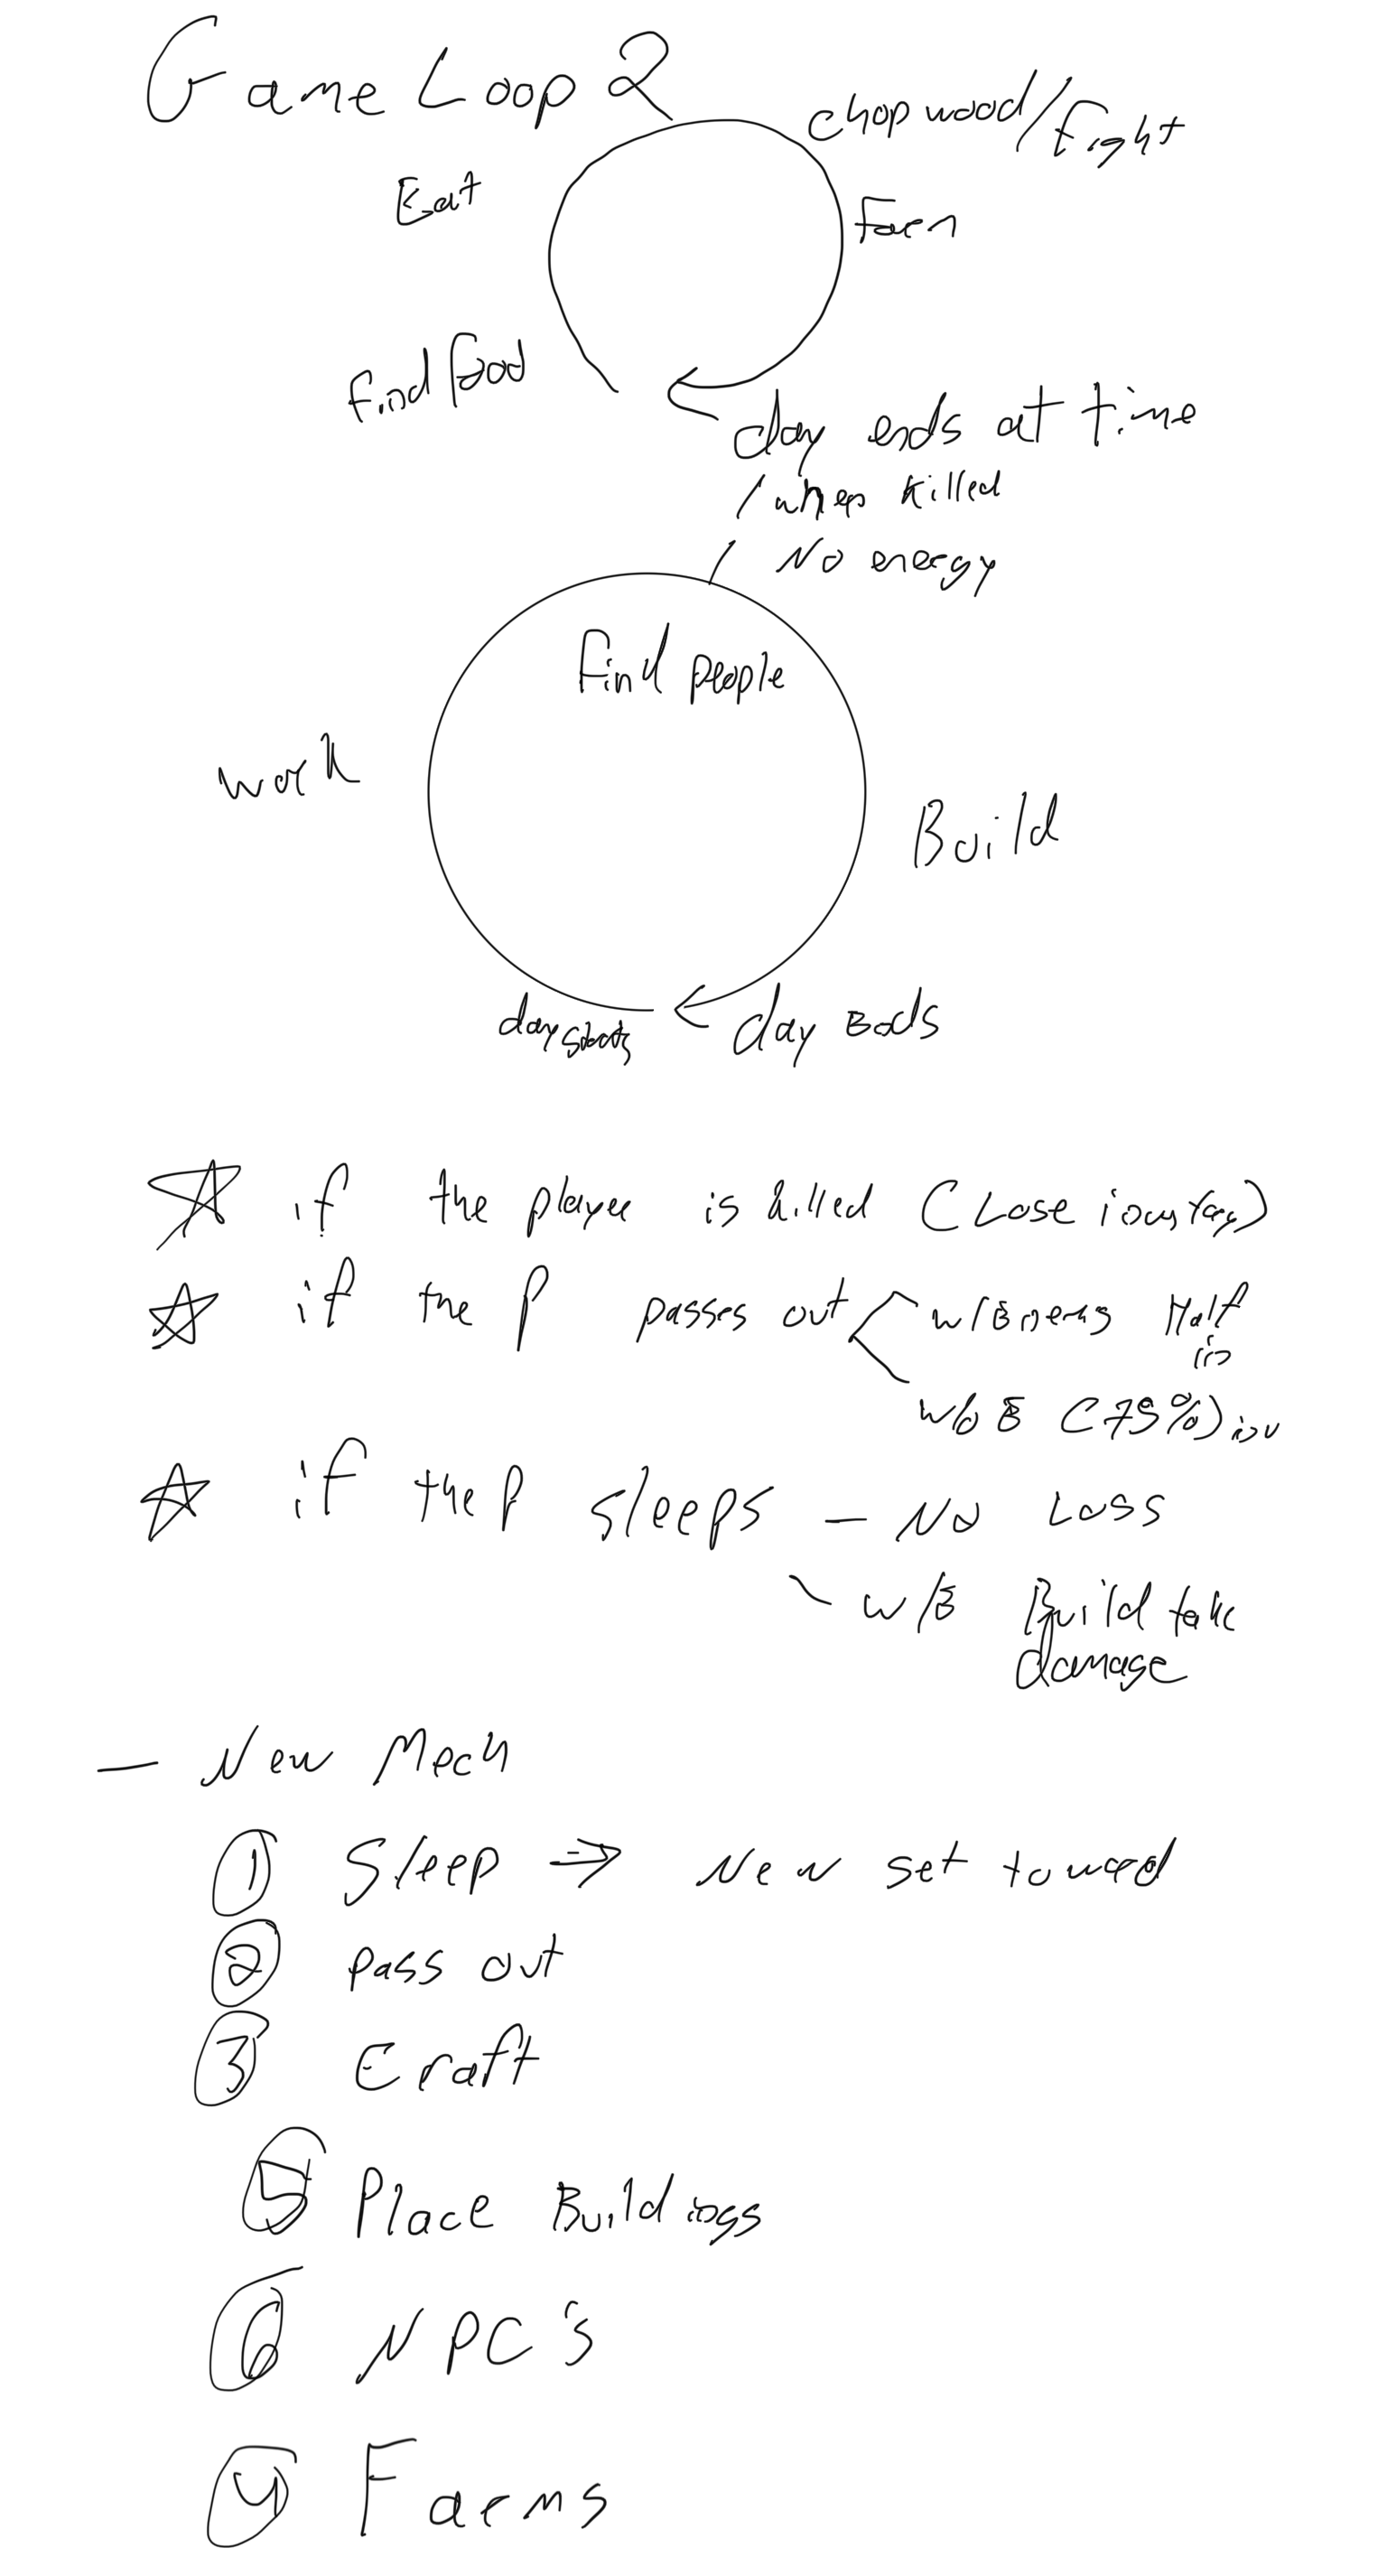 Game Loop 2
chop wood/fight
Eat
Farm
find food
day ends at time
/ when killed
/ No energy
find people
work
Build
day starts
day Ends
☆ if the player is killed (Lose
☆ if the P passes out w/Energy Half
in
w/o E (75%) inv
☆ if the P sleeps - No Loss
w/E Build take
damage
- New Mech
① Sleep ⇒ New set
② pass out
③ Craft
⑤ Place Buildings
⑥ NPC's
④ Farms